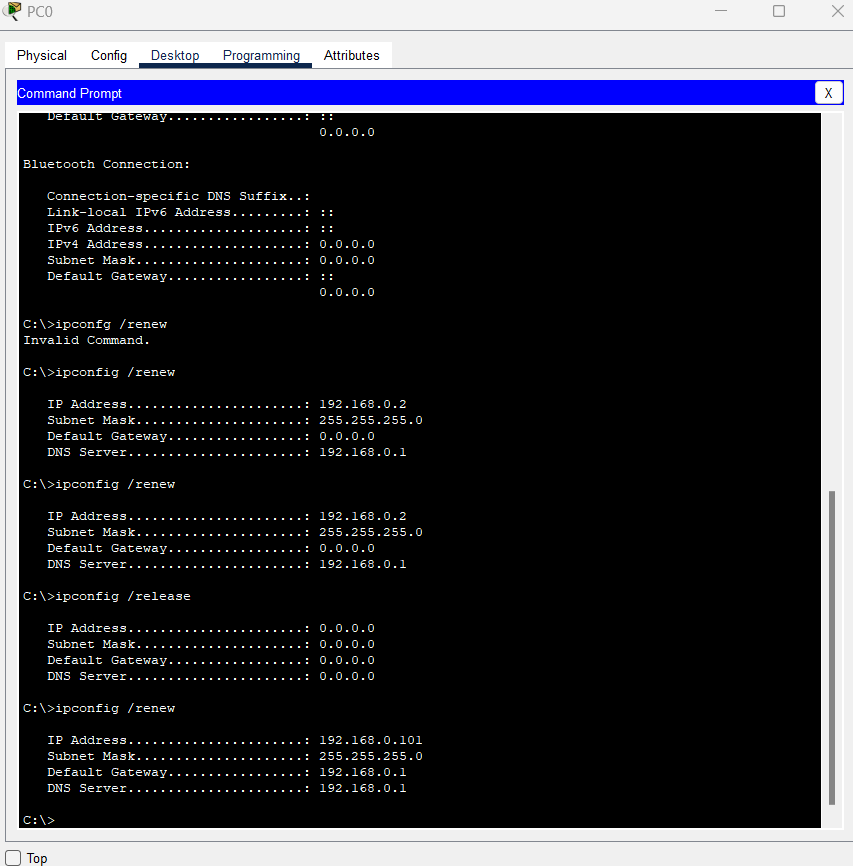 PC0
Physical Config Desktop Programming Attributes
Command Prompt
X
Default Gateway.................: ::
0.0.0.0
Bluetooth Connection:
Connection-specific DNS Suffix..:
Link-local IPv6 Address.........: ::
IPv6 Address....................: ::
IPv4 Address....................: 0.0.0.0
Subnet Mask.....................: 0.0.0.0
Default Gateway.................: ::
0.0.0.0
C:\>ipconfg /renew
Invalid Command.
C:\>ipconfig /renew
IP Address......................: 192.168.0.2
Subnet Mask.....................: 255.255.255.0
Default Gateway.................: 0.0.0.0
DNS Server......................: 192.168.0.1
C:\>ipconfig /renew
IP Address......................: 192.168.0.2
Subnet Mask.....................: 255.255.255.0
Default Gateway.................: 0.0.0.0
DNS Server......................: 192.168.0.1
C:\>ipconfig /release
IP Address......................: 0.0.0.0
Subnet Mask.....................: 0.0.0.0
Default Gateway.................: 0.0.0.0
DNS Server......................: 0.0.0.0
C:\>ipconfig /renew
IP Address......................: 192.168.0.101
Subnet Mask.....................: 255.255.255.0
Default Gateway.................: 192.168.0.1
DNS Server......................: 192.168.0.1
C:\>
Top